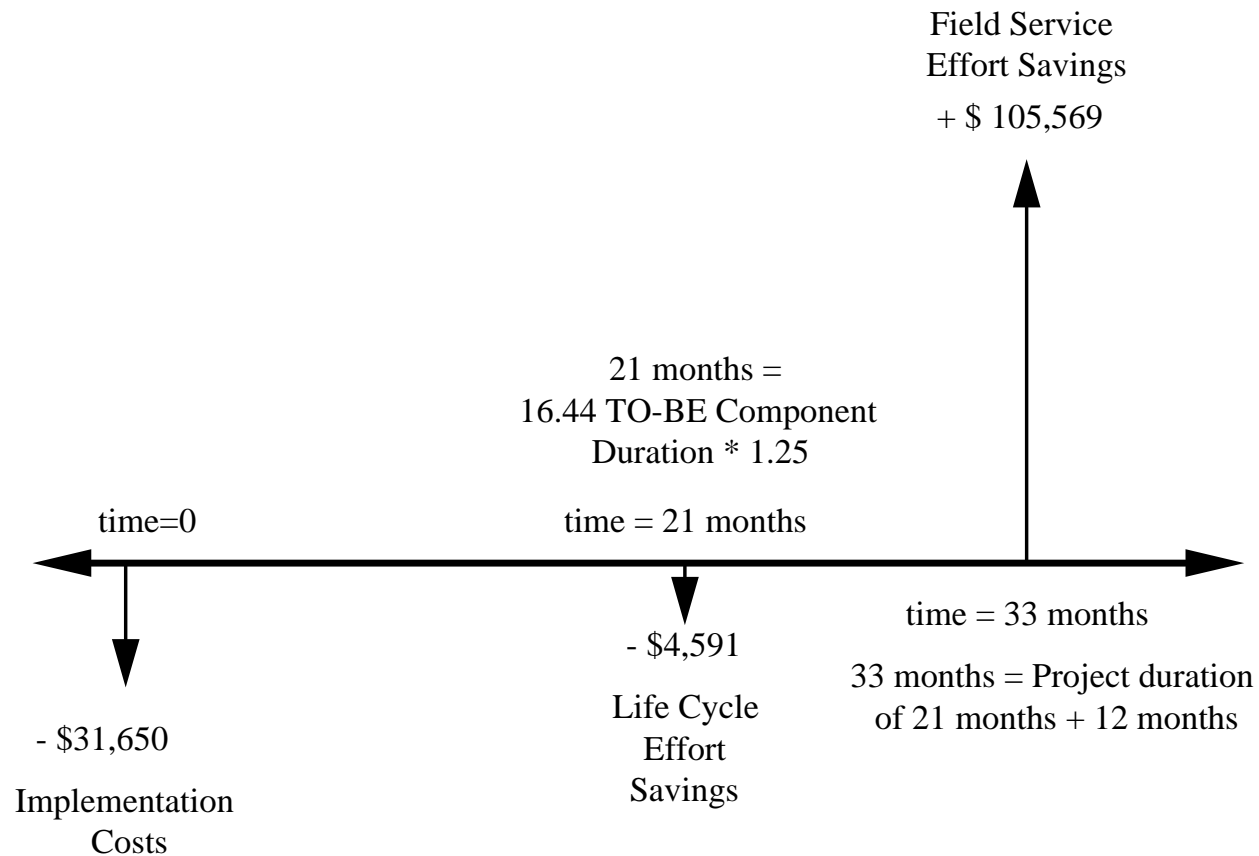 Field Service
Effort Savings
+ $ 105,569
21 months =
16.44 TO-BE Component
Duration * 1.25
time=0
time = 21 months
time = 33 months
33 months = Project duration
of 21 months + 12 months
- $4,591
Life Cycle
Effort
Savings
- $31,650
Implementation
Costs